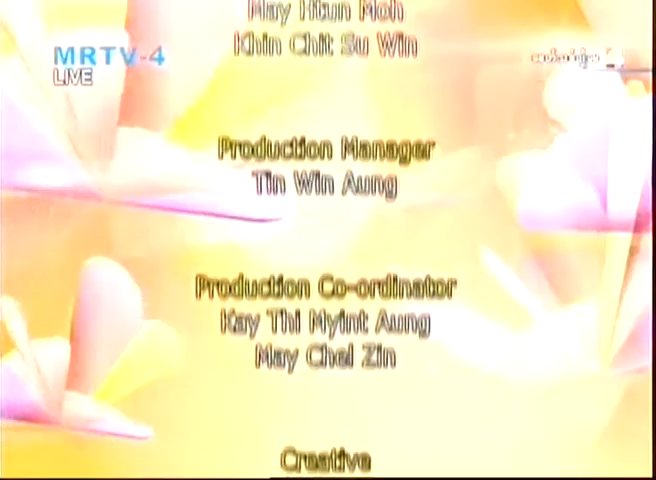 May Htun Moh
Khin Chit Su Win
MRTV-4
LIVE
Production Manager
Tin Win Aung
Production Co-ordinator
Kay Thi Myint Aung
May Chel Zin
Creative